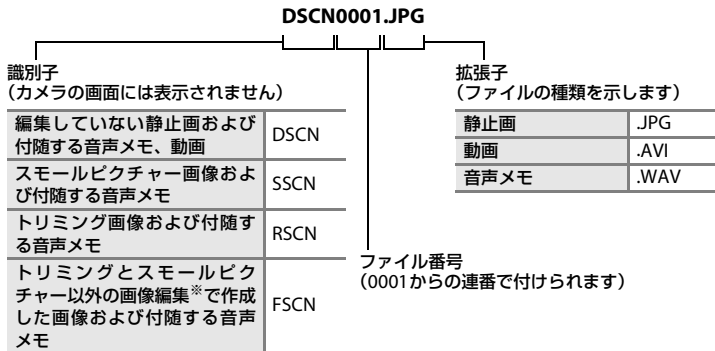 DSCN0001.JPG
識別子
（カメラの画面には表示されません）
編集していない静止画および
付随する音声メモ、動画
DSCN
スモールピクチャー画像およ
び付随する音声メモ
SSCN
トリミング画像および付随す
る音声メモ
RSCN
トリミングとスモールピク
チャー以外の画像編集※で作成
した画像および付随する音声
メモ
FSCN
ファイル番号
（0001からの連番で付けられます）
拡張子
（ファイルの種類を示します）
静止画
.JPG
動画
.AVI
音声メモ
.WAV